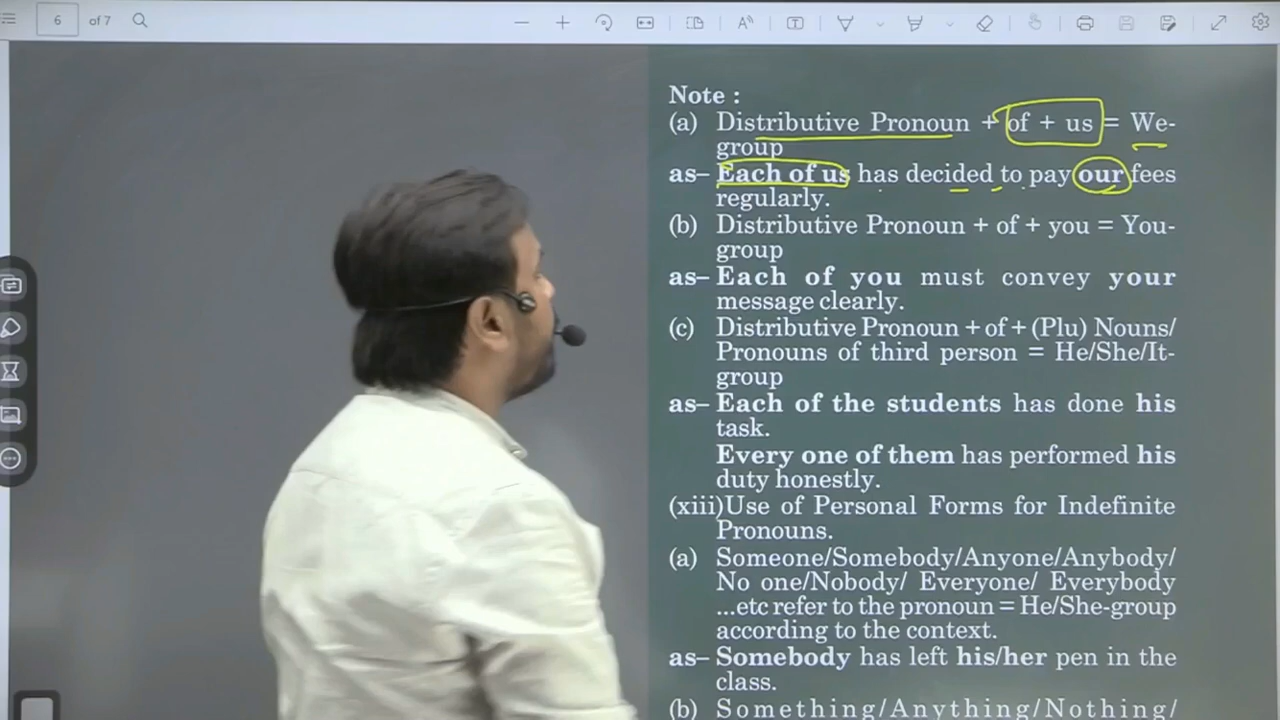 6 of 7
Note :
(a) Distributive Pronoun + of + us = We-
group
as– Each of us has decided to pay our fees
regularly.
(b) Distributive Pronoun + of + you = You-
group
as– Each of you must convey your
message clearly.
(c) Distributive Pronoun + of + (Plu) Nouns/
Pronouns of third person = He/She/It-
group
as– Each of the students has done his
task.
Every one of them has performed his
duty honestly.
(xiii)Use of Personal Forms for Indefinite
Pronouns.
(a) Someone/Somebody/Anyone/Anybody/
No one/Nobody/ Everyone/ Everybody
...etc refer to the pronoun = He/She-group
according to the context.
as– Somebody has left his/her pen in the
class.
(b) Something/Anything/Nothing/